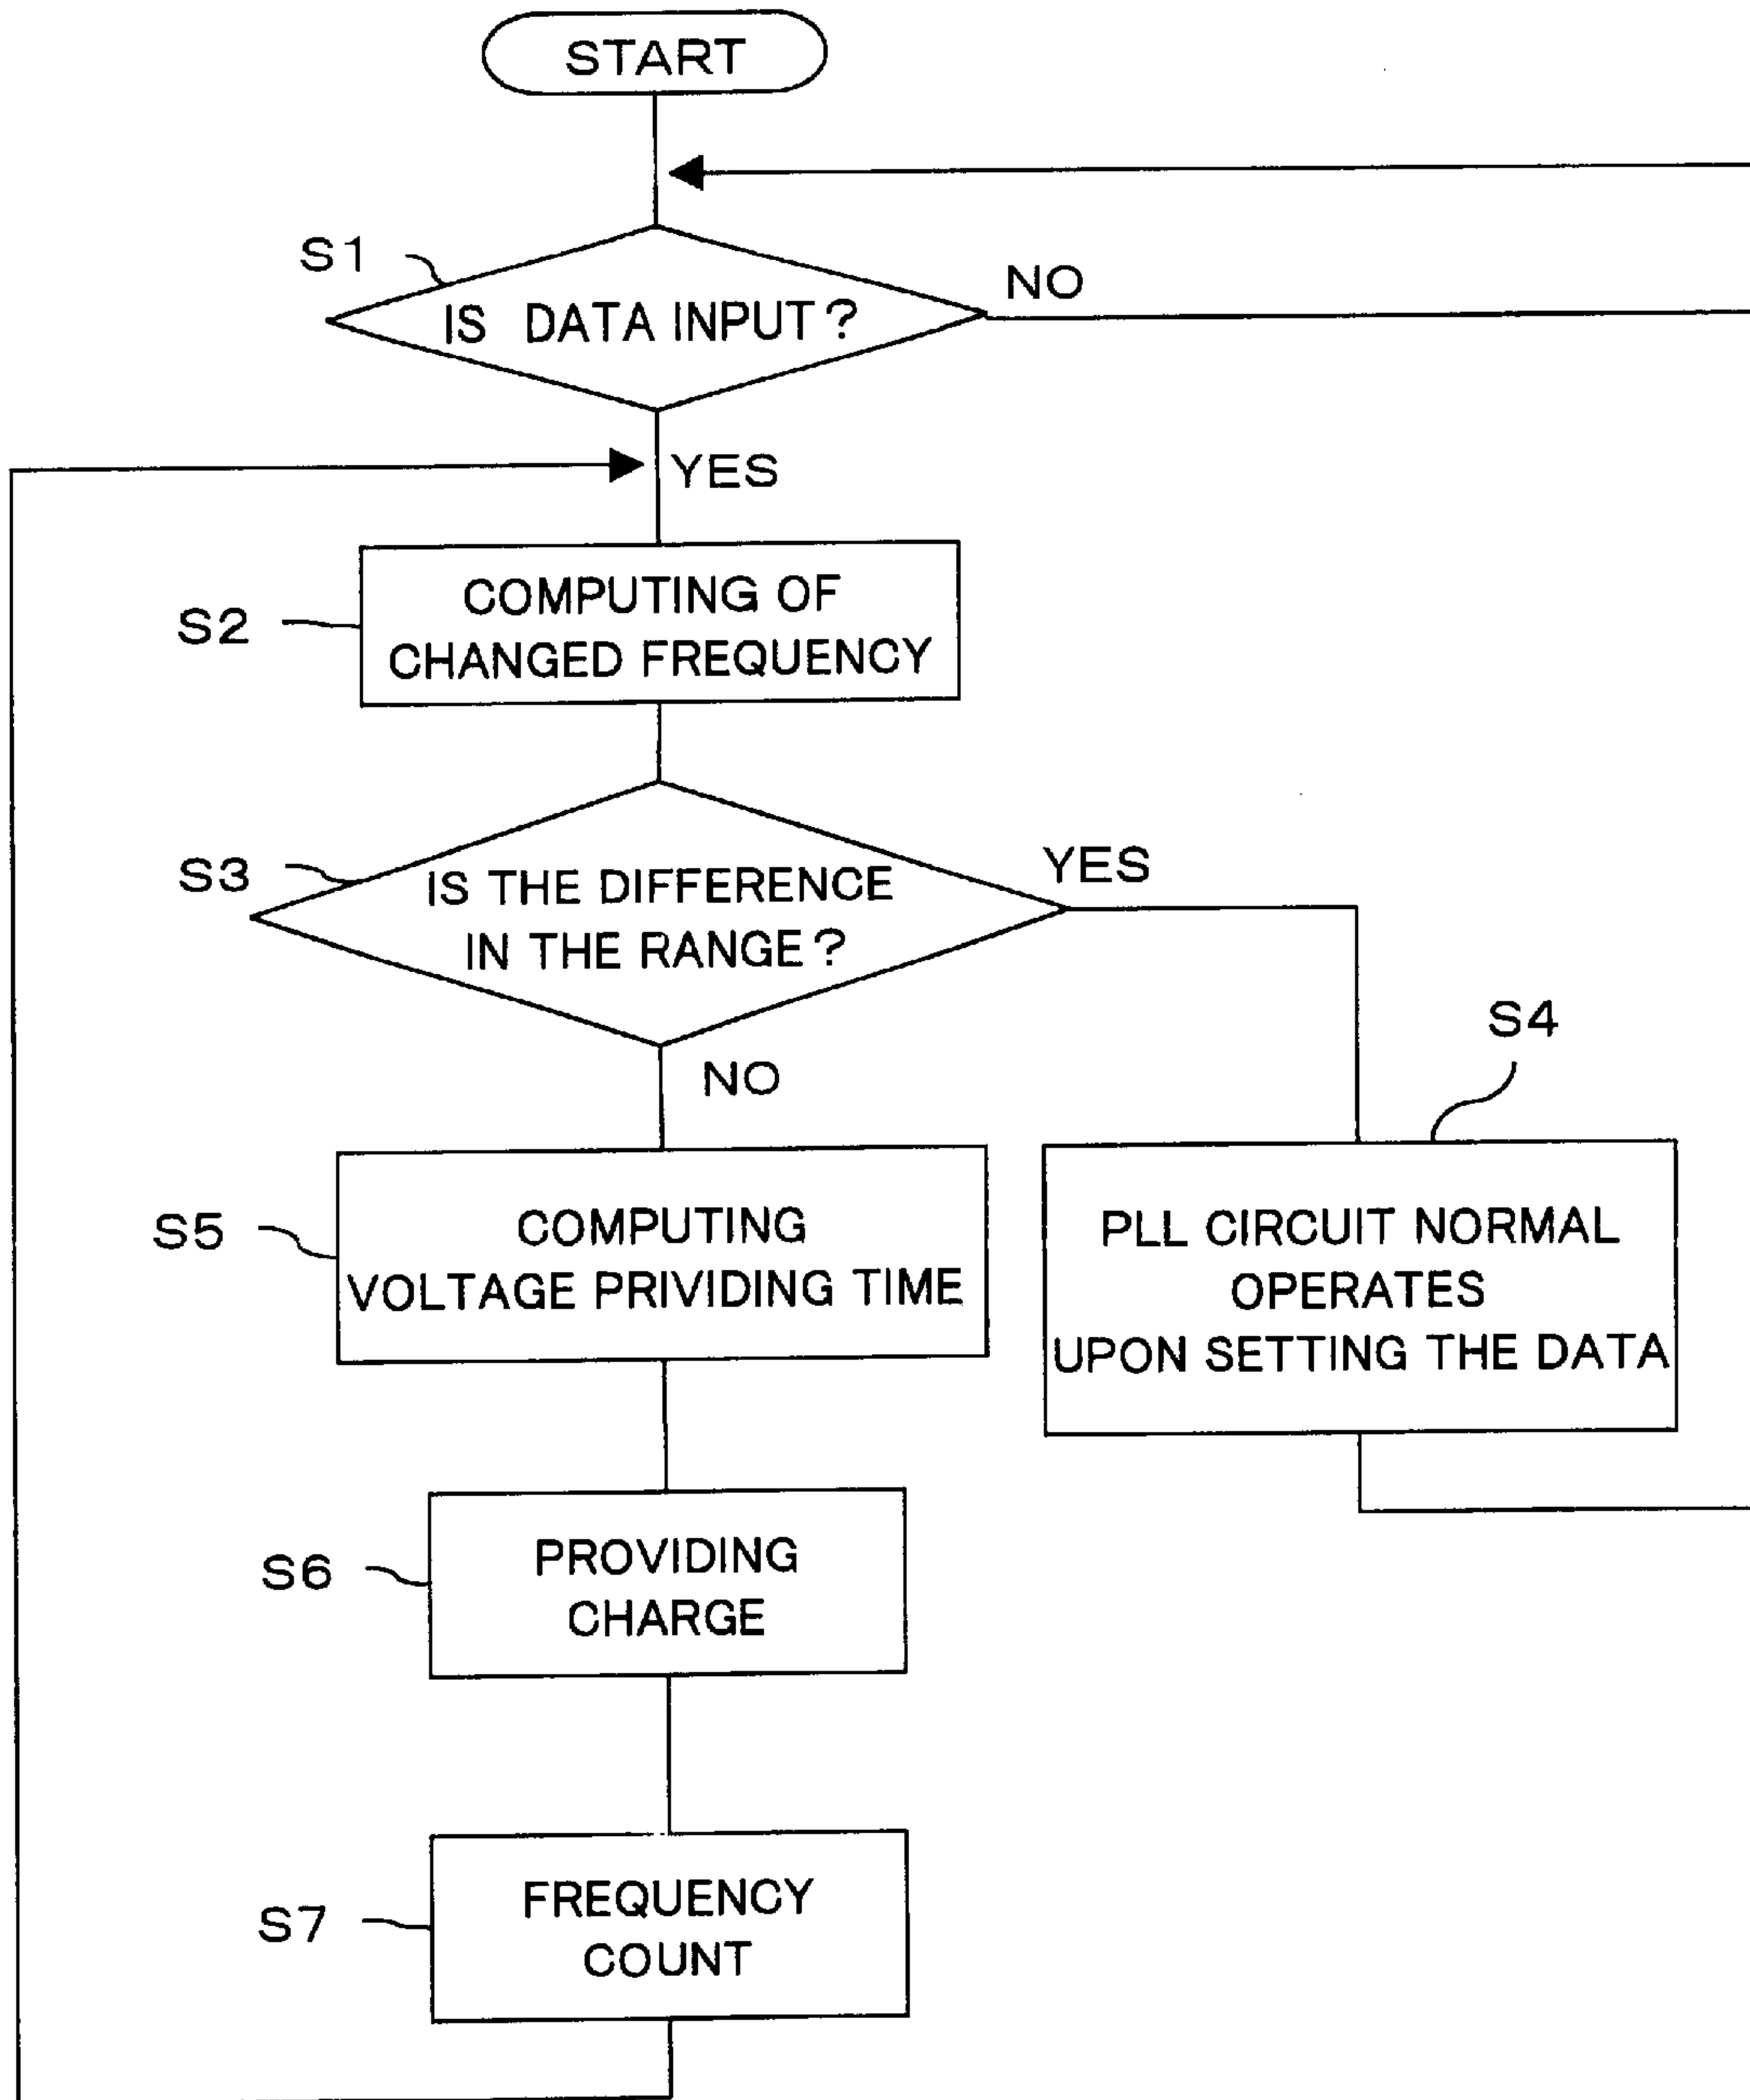 START
S1
IS DATA INPUT?
NO
YES
S2
COMPUTING OF
CHANGED FREQUENCY
S3
IS THE DIFFERENCE
IN THE RANGE?
YES
NO
S4
PLL CIRCUIT NORMAL
OPERATES
UPON SETTING THE DATA
S5
COMPUTING
VOLTAGE PRIVIDING TIME
S6
PROVIDING
CHARGE
S7
FREQUENCY
COUNT